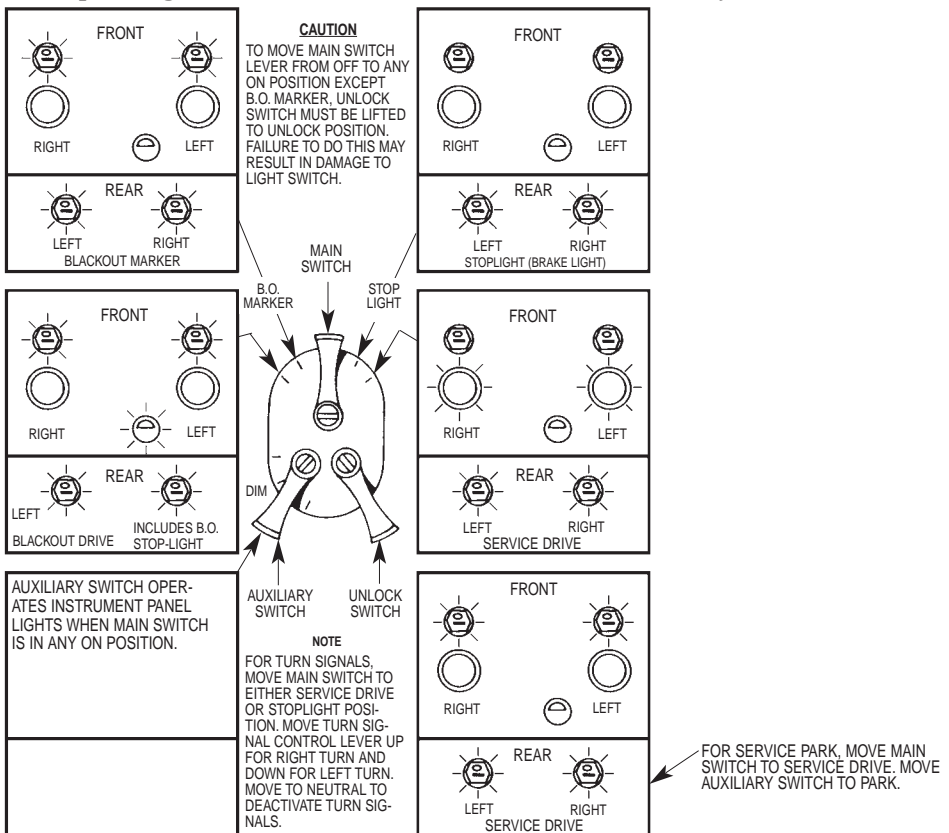 FRONT
RIGHT
LEFT
REAR
LEFT
RIGHT
BLACKOUT MARKER
CAUTION
TO MOVE MAIN SWITCH
LEVER FROM OFF TO ANY
ON POSITION EXCEPT
B.O. MARKER, UNLOCK
SWITCH MUST BE LIFTED
TO UNLOCK POSITION.
FAILURE TO DO THIS MAY
RESULT IN DAMAGE TO
LIGHT SWITCH.
FRONT
RIGHT
LEFT
REAR
LEFT
RIGHT
STOPLIGHT (BRAKE LIGHT)
MAIN
SWITCH
B.O.
MARKER
STOP
LIGHT
FRONT
RIGHT
LEFT
REAR
LEFT
BLACKOUT DRIVE
INCLUDES B.O.
STOP-LIGHT
DIM
FRONT
RIGHT
LEFT
REAR
LEFT
RIGHT
SERVICE DRIVE
AUXILIARY SWITCH OPER-
ATES INSTRUMENT PANEL
LIGHTS WHEN MAIN SWITCH
IS IN ANY ON POSITION.
AUXILIARY
SWITCH
UNLOCK
SWITCH
NOTE
FOR TURN SIGNALS,
MOVE MAIN SWITCH TO
EITHER SERVICE DRIVE
OR STOPLIGHT POSI-
TION. MOVE TURN SIG-
NAL CONTROL LEVER UP
FOR RIGHT TURN AND
DOWN FOR LEFT TURN.
MOVE TO NEUTRAL TO
DEACTIVATE TURN SIG-
NALS.
FRONT
RIGHT
LEFT
REAR
LEFT
RIGHT
SERVICE DRIVE
FOR SERVICE PARK, MOVE MAIN
SWITCH TO SERVICE DRIVE. MOVE
AUXILIARY SWITCH TO PARK.